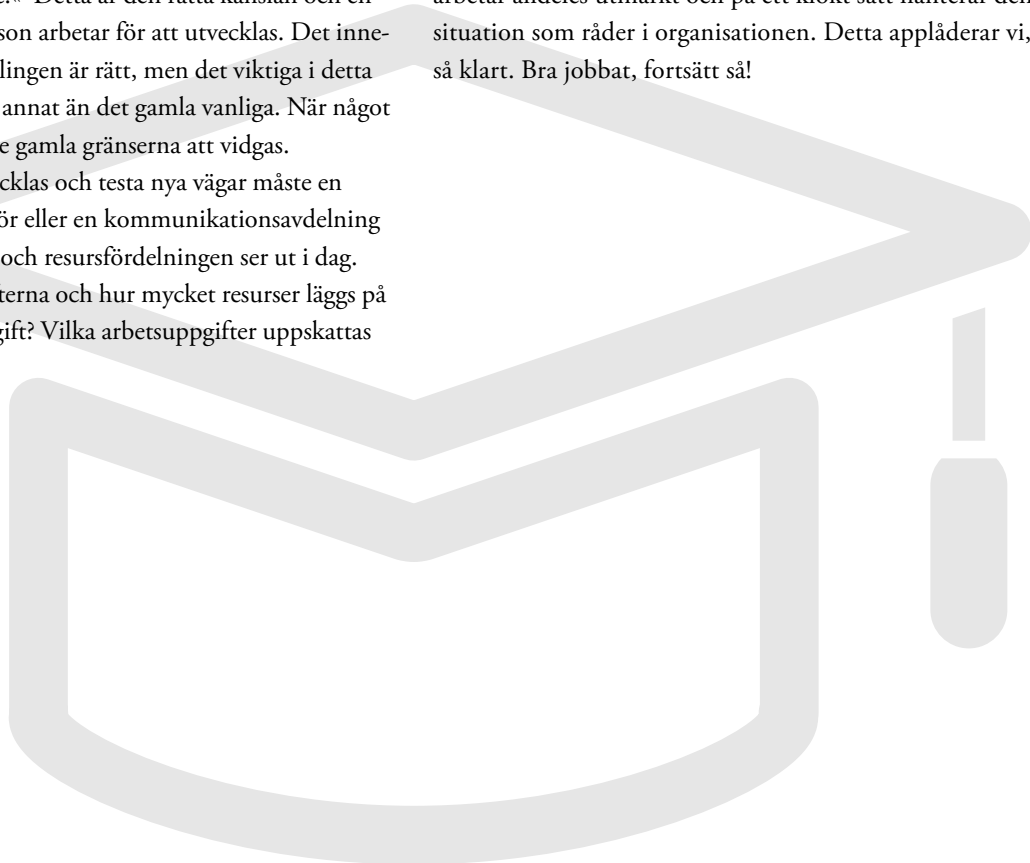 son arbetar för att utvecklas. Det inne-
lingen är rätt, men det viktiga i detta
annat än det gamla vanliga. När något
e gamla gränserna att vidgas.
cklas och testa nya vägar måste en
ör eller en kommunikationsavdelning
och resursfördelningen ser ut i dag.
terna och hur mycket resurser läggs på
gift? Vilka arbetsuppgifter uppskattas
situation som råder i organisationen. Detta applåderar vi,
så klart. Bra jobbat, fortsätt så!